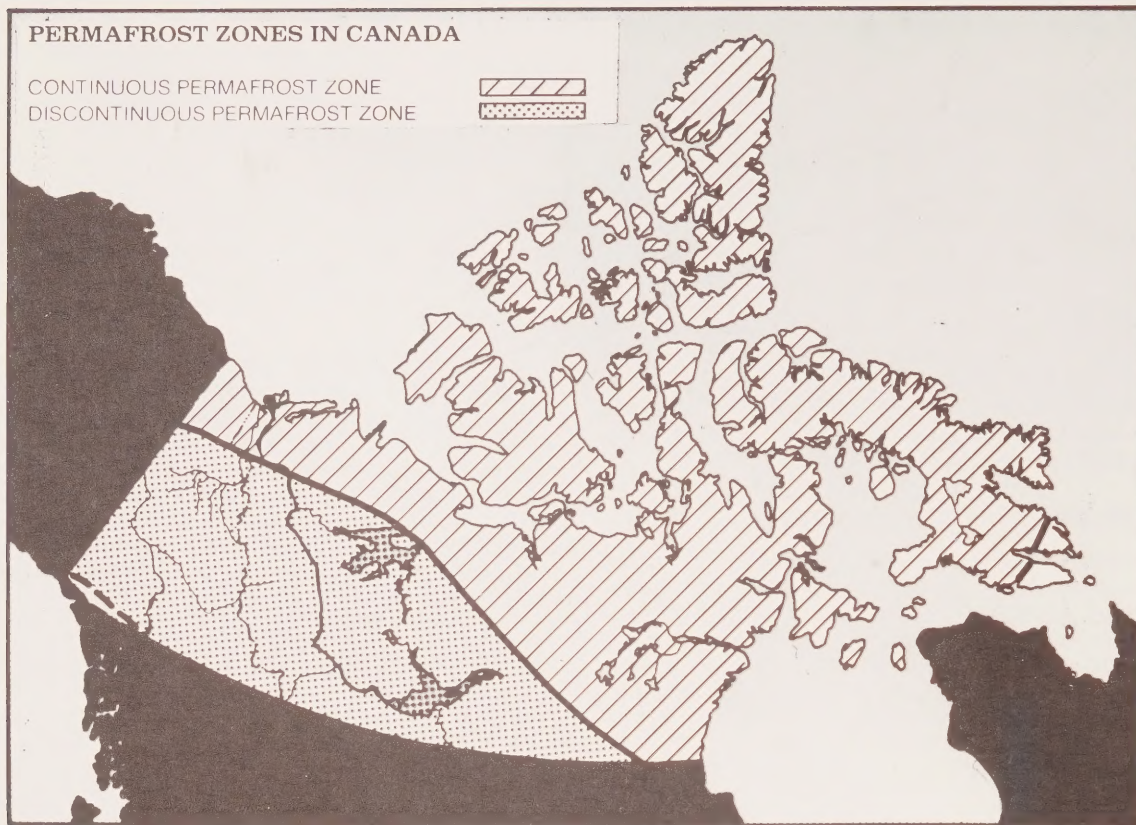 PERMAFROST ZONES IN CANADA
CONTINUOUS PERMAFROST ZONE
DISCONTINUOUS PERMAFROST ZONE